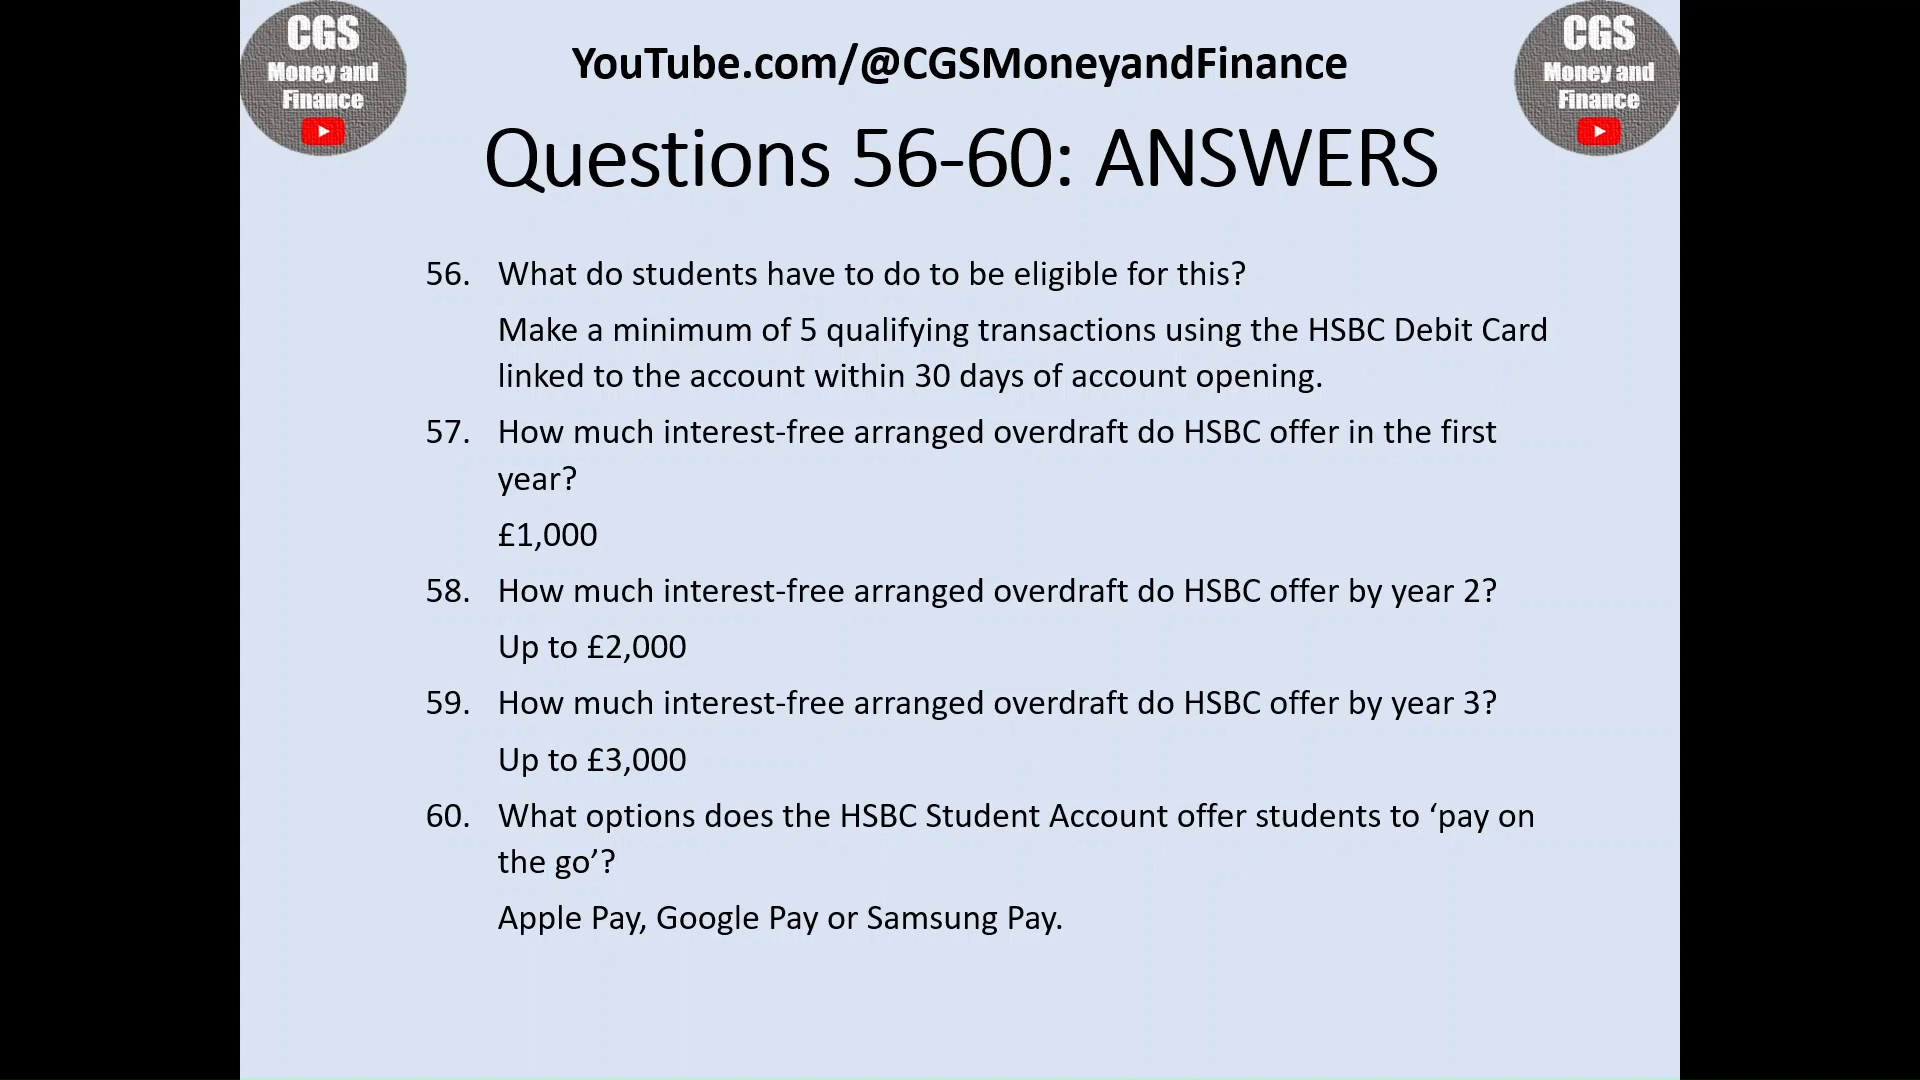 CGS
Money and
Finance
YouTube.com/@CGSMoneyandFinance
CGS
Money and
Finance
Questions 56-60: ANSWERS
56. What do students have to do to be eligible for this?
Make a minimum of 5 qualifying transactions using the HSBC Debit Card
linked to the account within 30 days of account opening.
57. How much interest-free arranged overdraft do HSBC offer in the first
year?
£1,000
58. How much interest-free arranged overdraft do HSBC offer by year 2?
Up to £2,000
59. How much interest-free arranged overdraft do HSBC offer by year 3?
Up to £3,000
60. What options does the HSBC Student Account offer students to ‘pay on
the go’?
Apple Pay, Google Pay or Samsung Pay.